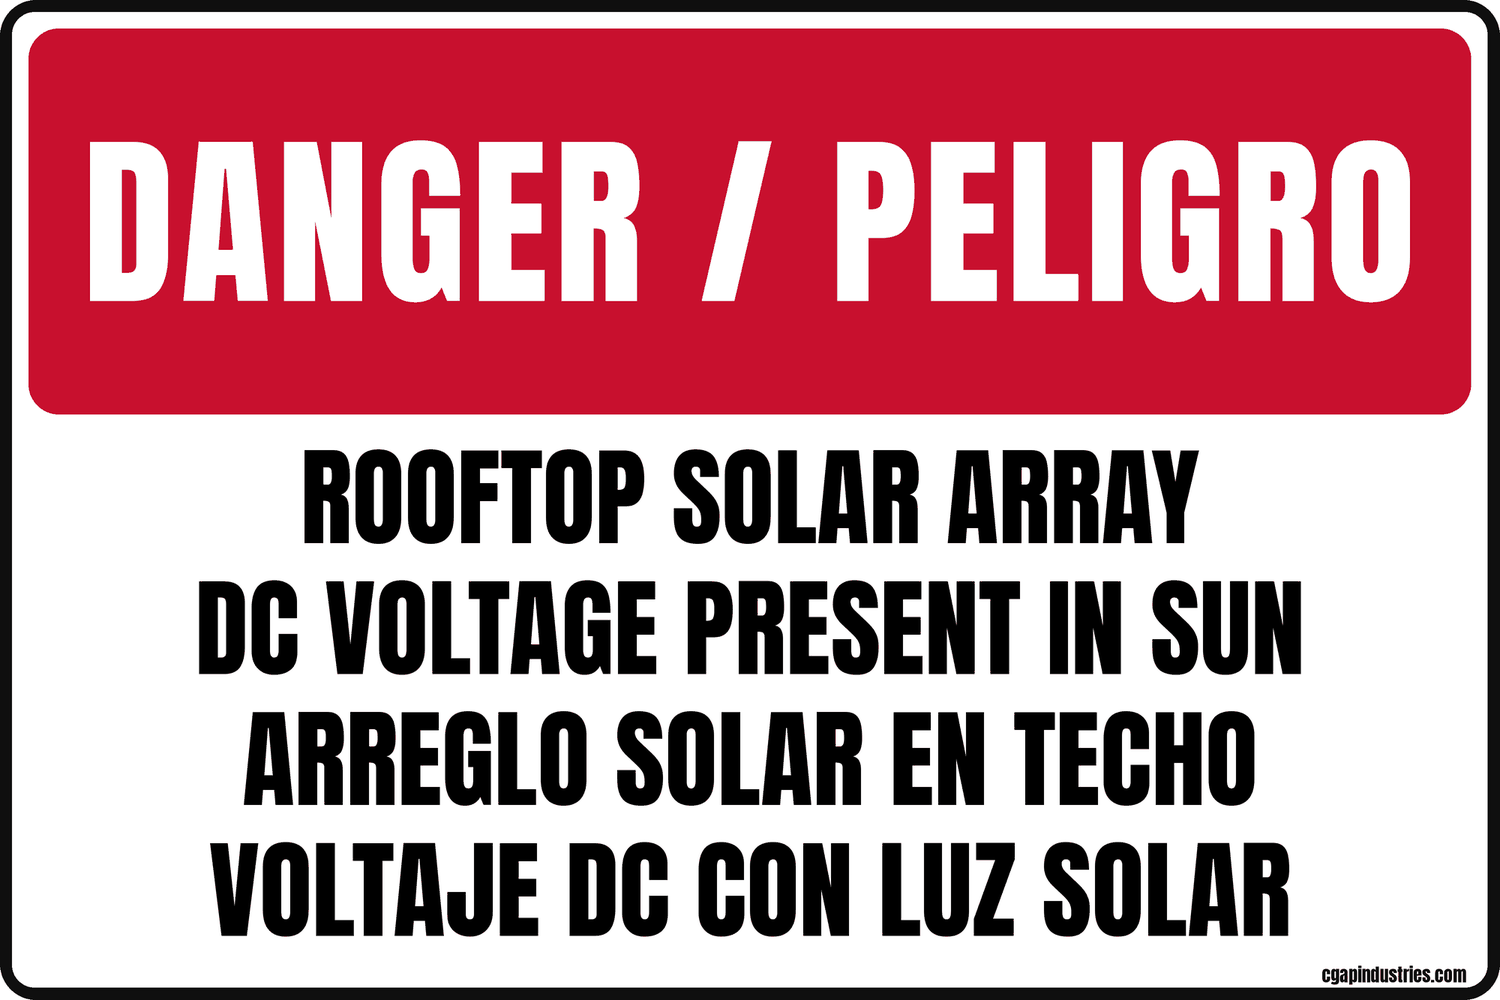 DANGER / PELIGRO
ROOFTOP SOLAR ARRAY
DC VOLTAGE PRESENT IN SUN
ARREGLO SOLAR EN TECHO
VOLTAJE DC CON LUZ SOLAR
cgapindustries.com